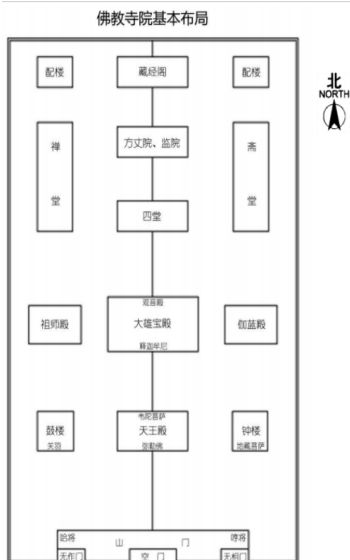 佛教寺院基本布局
北
NORTH
配楼
藏经阁
配楼
方丈院、监院
禅堂
斋堂
四堂
观音殿
祖师殿
大雄宝殿
伽蓝殿
释迦牟尼
韦陀菩萨
鼓楼
天王殿
钟楼
关羽
弥勒佛
地藏菩萨
哈将
山门
哼将
无作门
空门
无相门